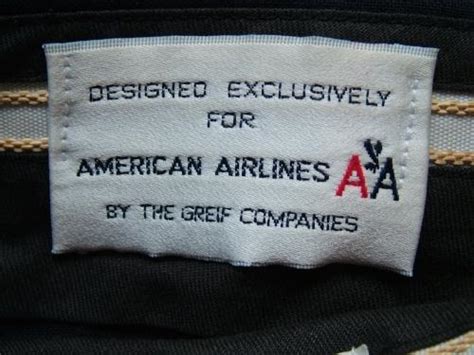 DESIGNED EXCLUSIVELY
FOR
AMERICAN AIRLINES AA
BY THE GREIF COMPANIES